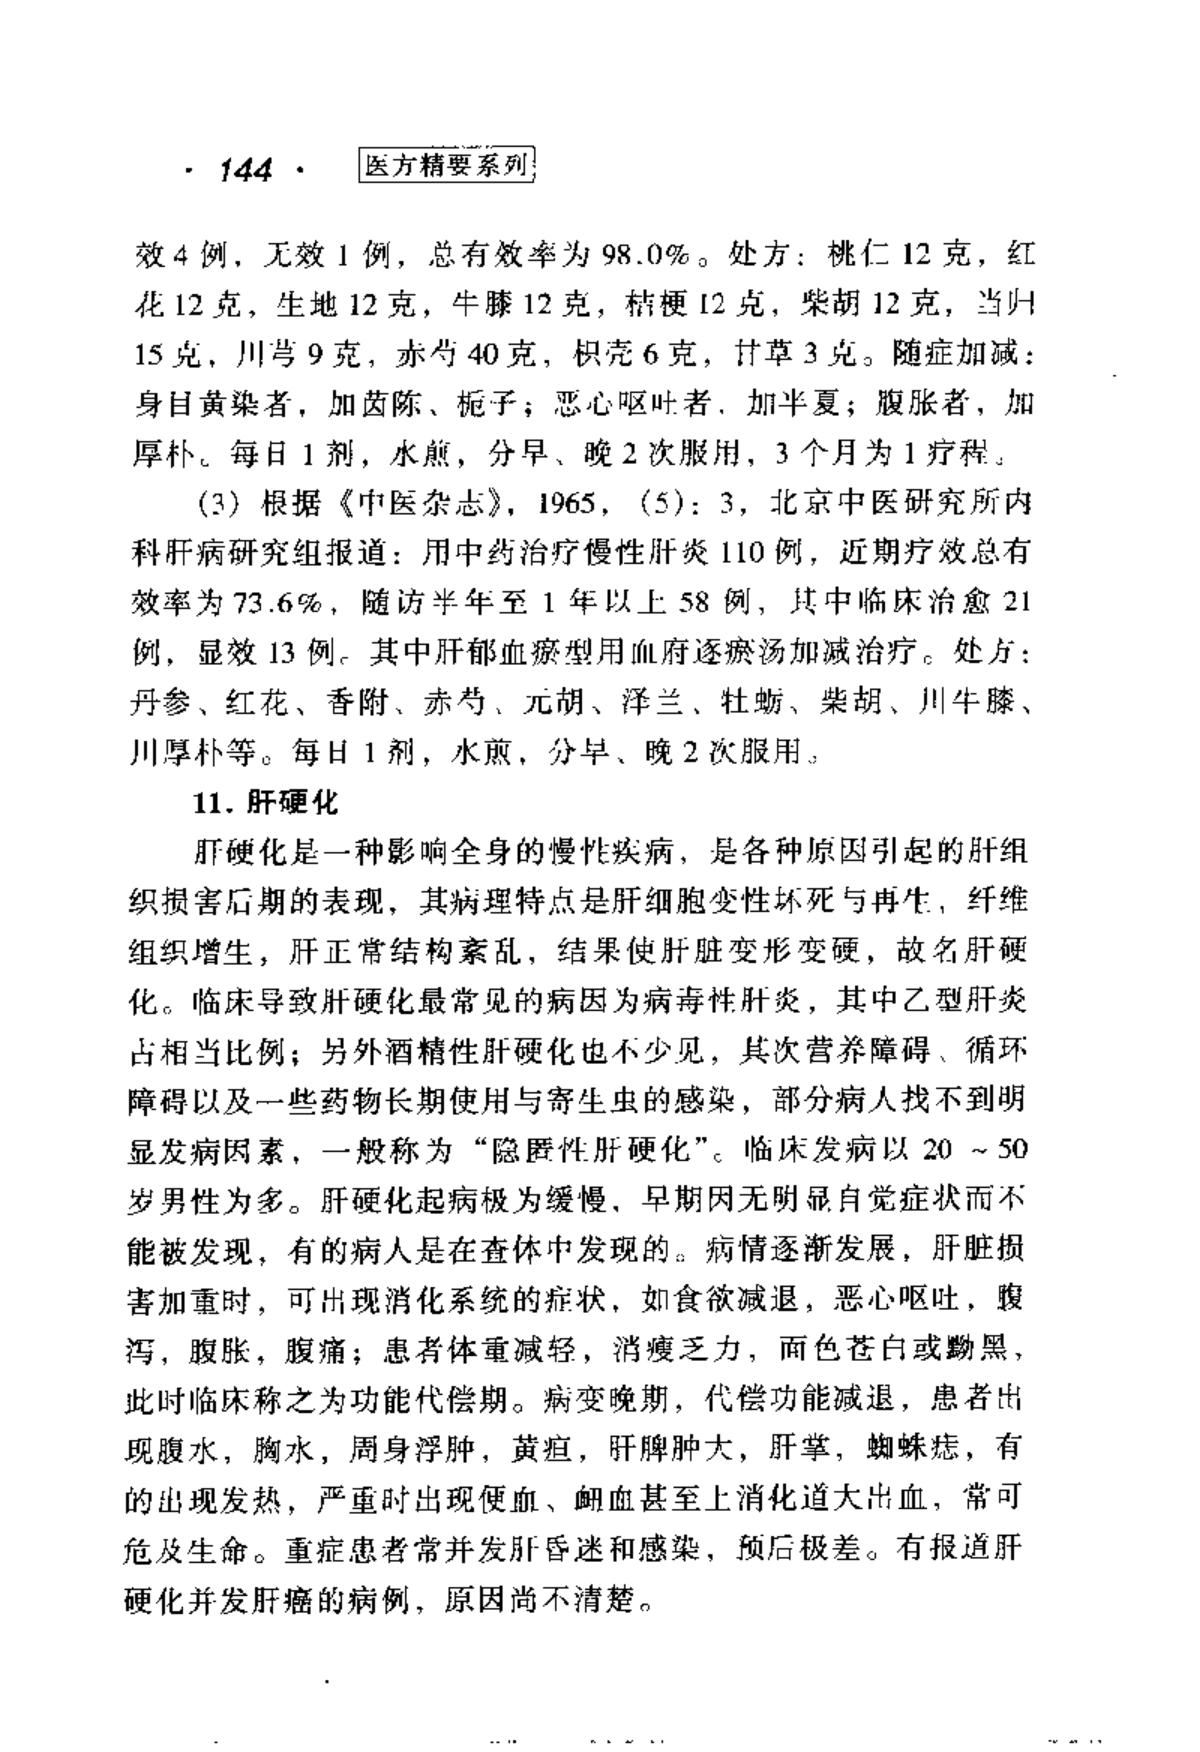 · 144 · 医方精要系列
效 4 例，无效 1 例，总有效率为 98.0%。处方：桃仁 12 克，红
花 12 克，生地 12 克，牛膝 12 克，桔梗 12 克，柴胡 12 克，当归
15 克，川芎 9 克，赤芍 40 克，枳壳 6 克，甘草 3 克。随症加减：
身目黄染者，加茵陈、栀子；恶心呕吐者，加半夏；腹胀者，加
厚朴。每日 1 剂，水煎，分早、晚 2 次服用，3 个月为 1 疗程。
（3）根据《中医杂志》，1965，（5）：3，北京中医研究所内
科肝病研究组报道：用中药治疗慢性肝炎 110 例，近期疗效总有
效率为 73.6%，随访半年至 1 年以上 58 例，其中临床治愈 21
例，显效 13 例。其中肝郁血瘀型用血府逐瘀汤加减治疗。处方：
丹参、红花、香附、赤芍、元胡、泽兰、牡蛎、柴胡、川牛膝、
川厚朴等。每日 1 剂，水煎，分早、晚 2 次服用。
11. 肝硬化
肝硬化是一种影响全身的慢性疾病，是各种原因引起的肝组
织损害后期的表现，其病理特点是肝细胞变性坏死与再生，纤维
组织增生，肝正常结构紊乱，结果使肝脏变形变硬，故名肝硬
化。临床导致肝硬化最常见的病因为病毒性肝炎，其中乙型肝炎
占相当比例；另外酒精性肝硬化也不少见，其次营养障碍、循环
障碍以及一些药物长期使用与寄生虫的感染，部分病人找不到明
显发病因素，一般称为“隐匿性肝硬化”。临床发病以 20 ～ 50
岁男性为多。肝硬化起病极为缓慢，早期因无明显自觉症状而不
能被发现，有的病人是在查体中发现的。病情逐渐发展，肝脏损
害加重时，可出现消化系统的症状，如食欲减退，恶心呕吐，腹
泻，腹胀，腹痛；患者体重减轻，消瘦乏力，面色苍白或黝黑，
此时临床称之为功能代偿期。病变晚期，代偿功能减退，患者出
现腹水，胸水，周身浮肿，黄疸，肝脾肿大，肝掌，蜘蛛痣，有
的出现发热，严重时出现便血、衄血甚至上消化道大出血，常可
危及生命。重症患者常并发肝昏迷和感染，预后极差。有报道肝
硬化并发肝癌的病例，原因尚不清楚。